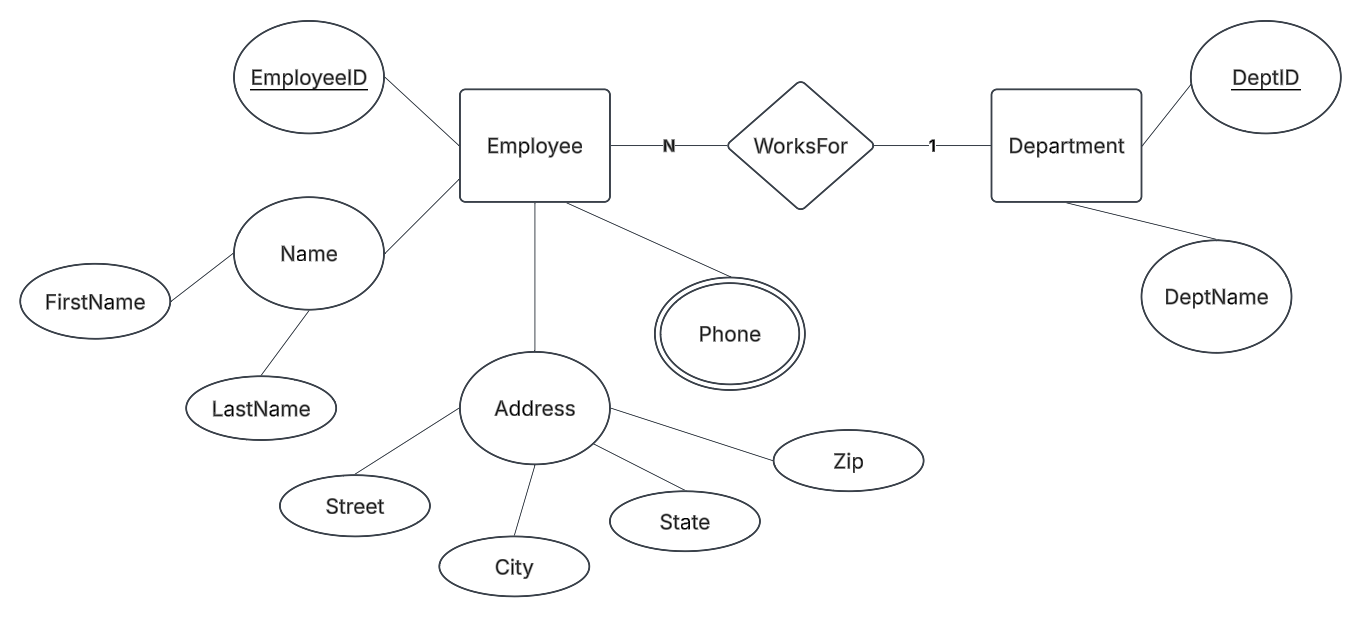 EmployeeID
DeptID
Employee
N
WorksFor
1
Department
Name
FirstName
DeptName
Phone
LastName
Address
Zip
Street
State
City